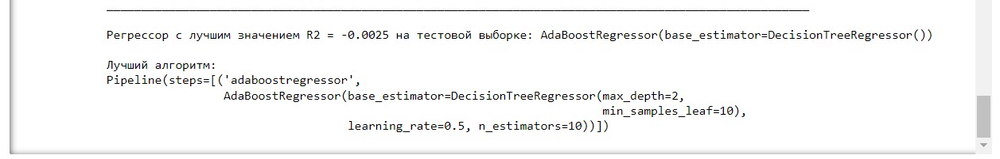 Регрессор с лучшим значением R2 = -0.0025 на тестовой выборке: AdaBoostRegressor(base_estimator=DecisionTreeRegressor())
Лучший алгоритм:
Pipeline(steps=[('adaboostregressor',
AdaBoostRegressor(base_estimator=DecisionTreeRegressor(max_depth=2,
min_samples_leaf=10),
learning_rate=0.5, n_estimators=10))])